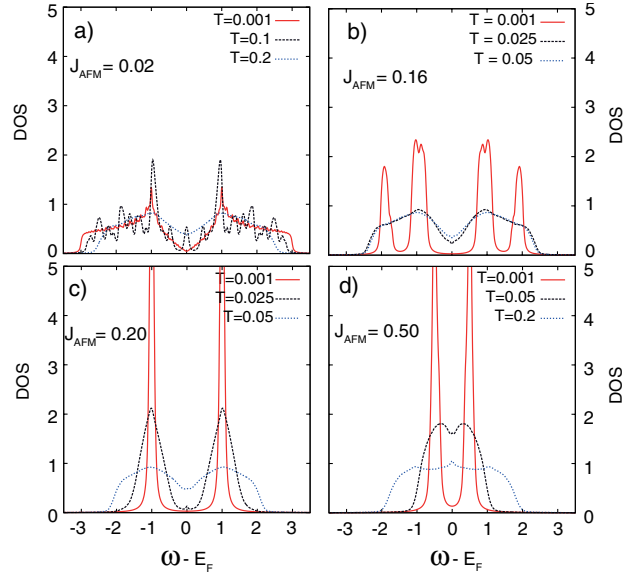 a)
T=0.001
T=0.1
T=0.2
J_AFM = 0.02
DOS
5
4
3
2
1
0
b)
T = 0.001
T = 0.025
T = 0.05
J_AFM = 0.16
DOS
5
4
3
2
1
0
c)
T=0.001
T=0.025
T=0.05
J_AFM = 0.20
DOS
5
4
3
2
1
0
-3 -2 -1 0 1 2 3
ω - E_F
d)
T=0.001
T=0.05
T=0.2
J_AFM = 0.50
DOS
5
4
3
2
1
0
-3 -2 -1 0 1 2 3
ω - E_F